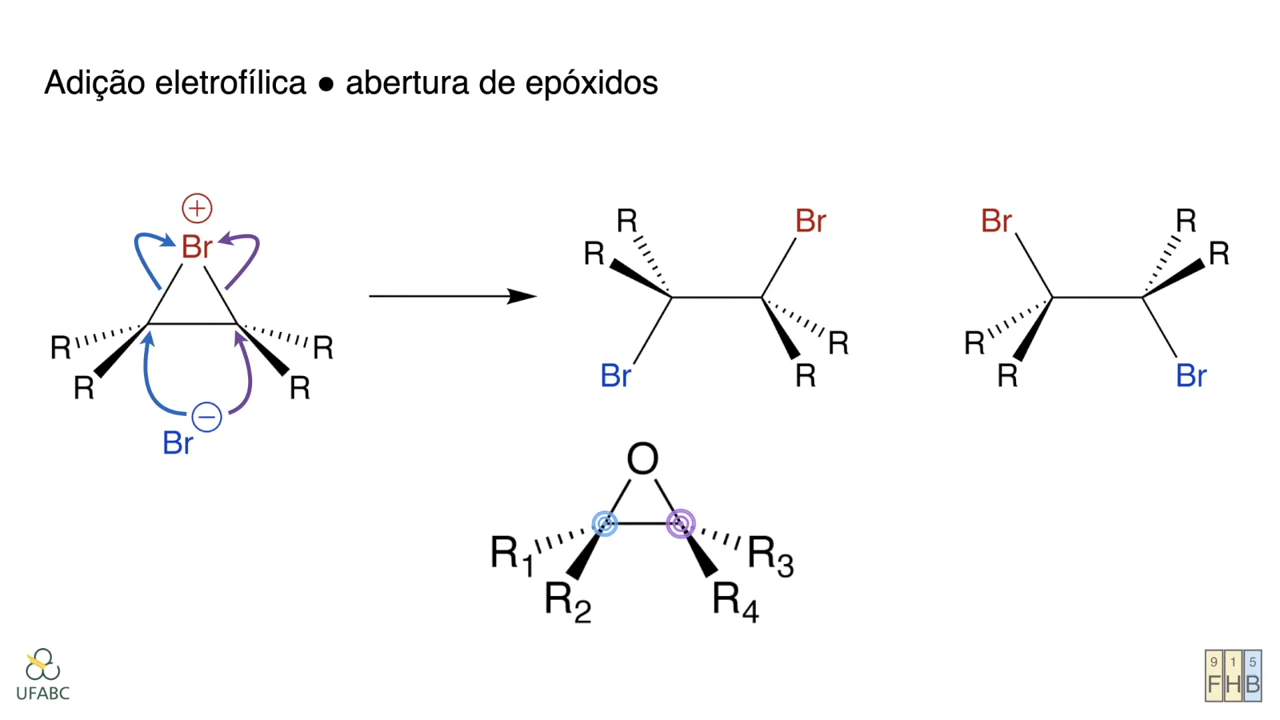 Adição eletrofílica ● abertura de epóxidos
⊕
Br
R
R
R
R
Br ⊖
R
R
Br
Br
R
R
Br
R
R
R
R
Br
O
R₁
R₂
R₃
R₄
UFABC
9 1 5
F H B